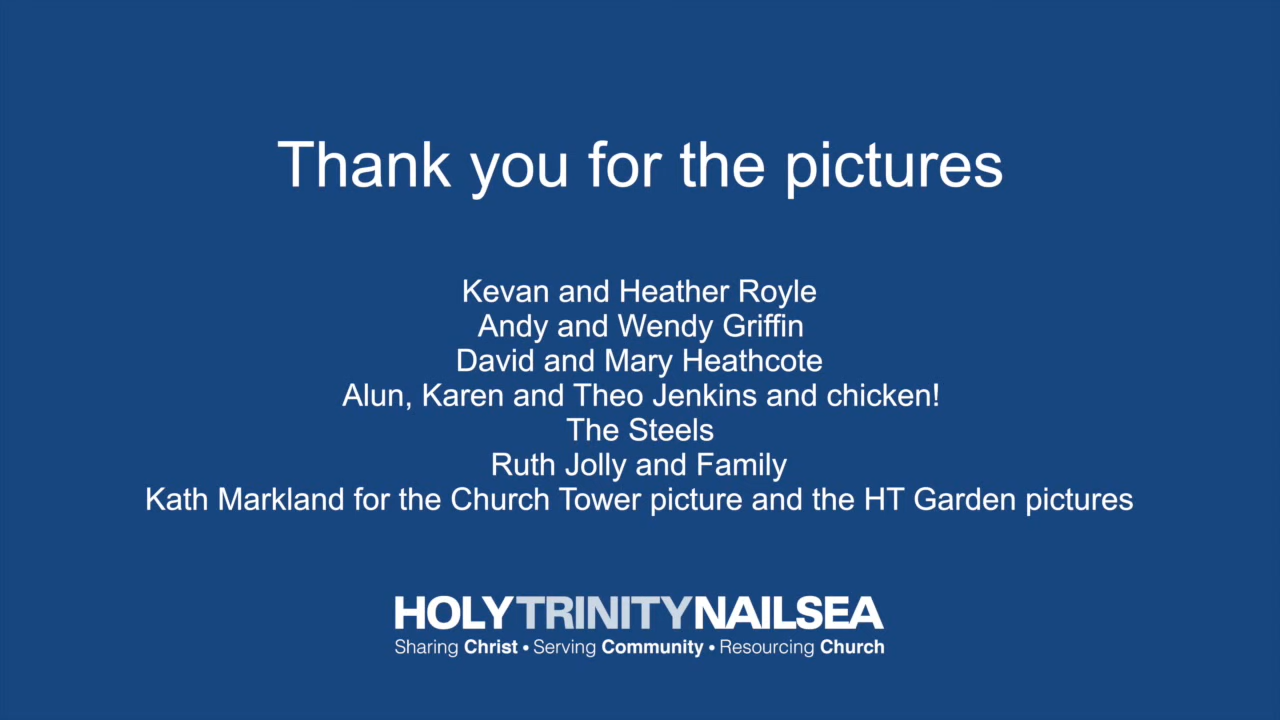 Thank you for the pictures
Kevan and Heather Royle
Andy and Wendy Griffin
David and Mary Heathcote
Alun, Karen and Theo Jenkins and chicken!
The Steels
Ruth Jolly and Family
Kath Markland for the Church Tower picture and the HT Garden pictures
HOLYTRINITYNAILSEA
Sharing Christ • Serving Community • Resourcing Church